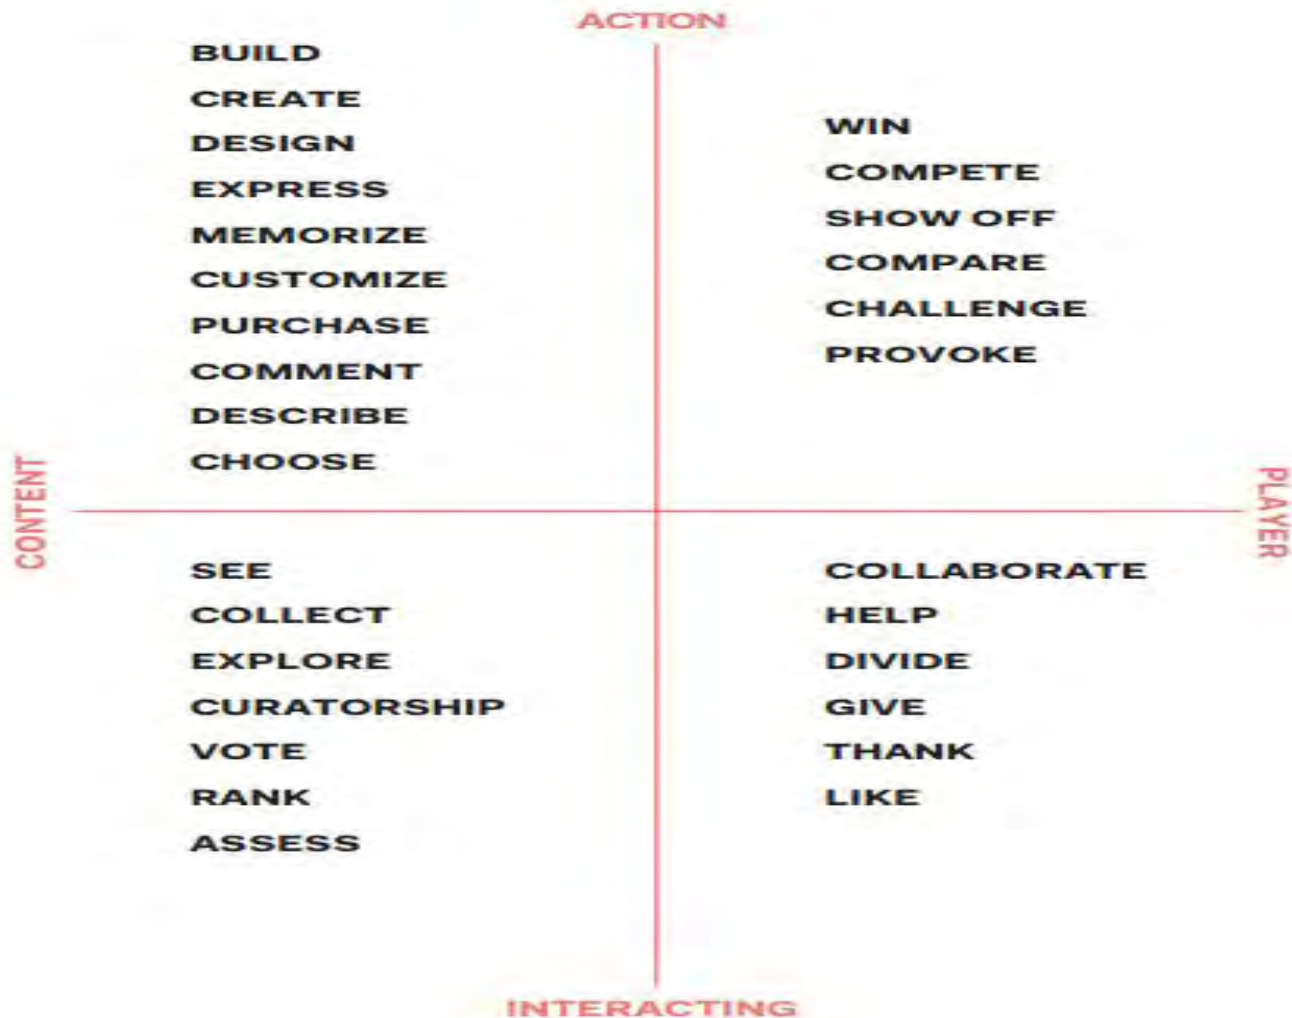 ACTION
BUILD
CREATE
DESIGN
EXPRESS
MEMORIZE
CUSTOMIZE
PURCHASE
COMMENT
DESCRIBE
CHOOSE
WIN
COMPETE
SHOW OFF
COMPARE
CHALLENGE
PROVOKE
CONTENT
PLAYER
SEE
COLLECT
EXPLORE
CURATORSHIP
VOTE
RANK
ASSESS
COLLABORATE
HELP
DIVIDE
GIVE
THANK
LIKE
INTERACTING